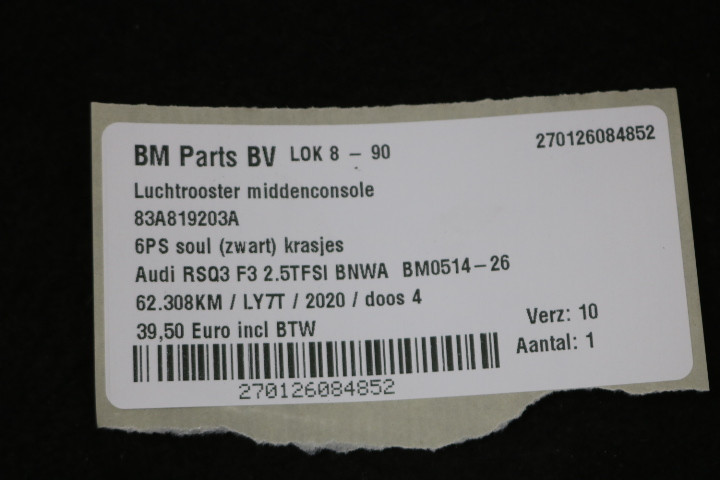 BM Parts BV LOK 8 - 90 270126084852
Luchtrooster middenconsole
83A819203A
6PS soul (zwart) krasjes
Audi RSQ3 F3 2.5TFSI BNWA BM0514-26
62.308KM / LY7T / 2020 / doos 4
39,50 Euro incl BTW Verz: 10
Aantal: 1
270126084852